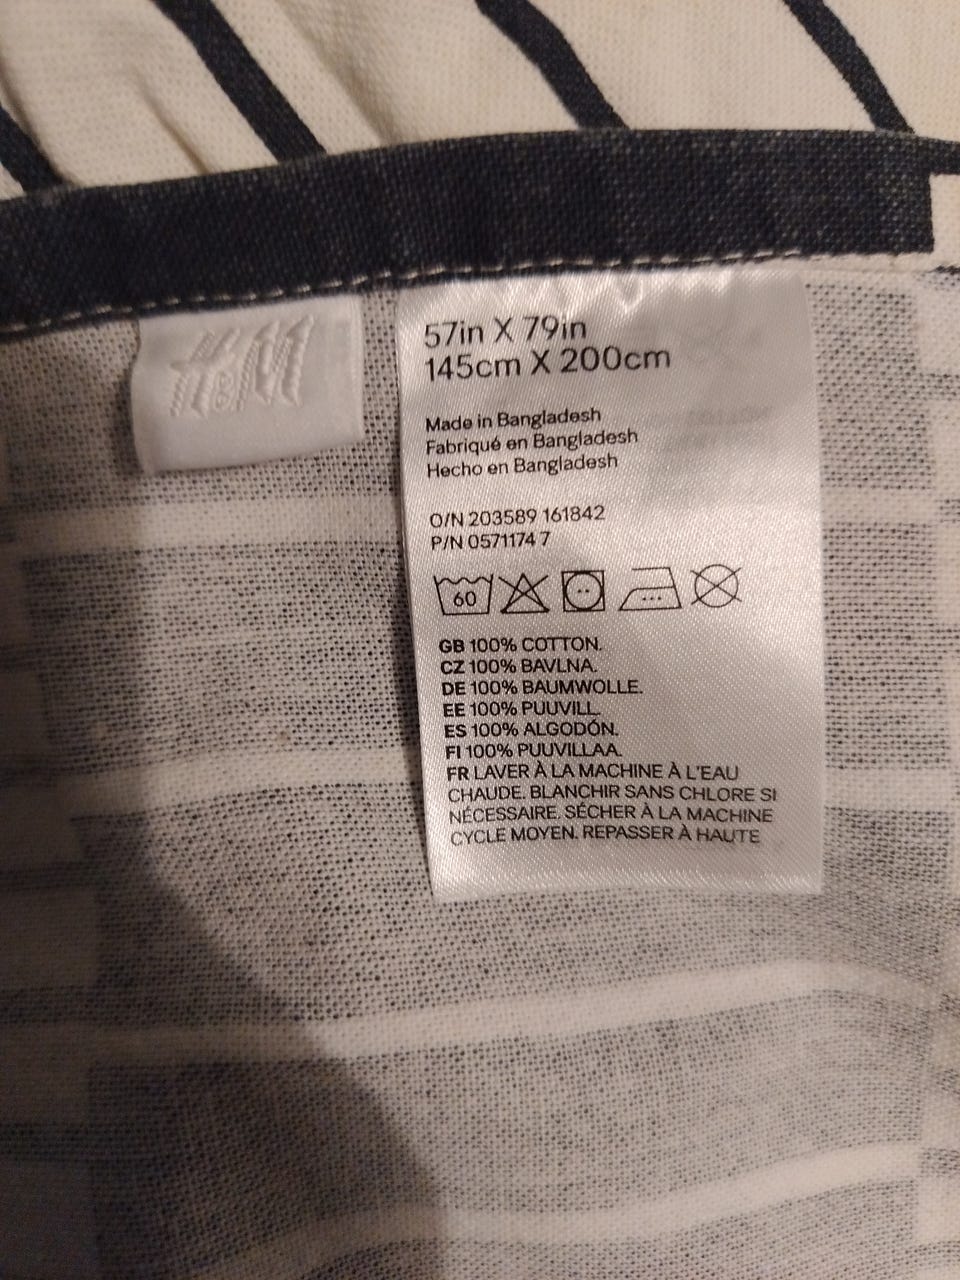 H&M
57in X 79in
145cm X 200cm
Made in Bangladesh
Fabriqué en Bangladesh
Hecho en Bangladesh
O/N 203589 161842
P/N 0571174 7
60
GB 100% COTTON.
CZ 100% BAVLNA.
DE 100% BAUMWOLLE.
EE 100% PUUVILL.
ES 100% ALGODÓN.
FI 100% PUUVILLAA.
FR LAVER À LA MACHINE À L'EAU
CHAUDE. BLANCHIR SANS CHLORE SI
NÉCESSAIRE. SÉCHER À LA MACHINE
CYCLE MOYEN. REPASSER À HAUTE